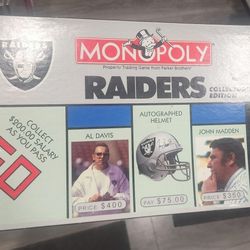 RAIDERS
MONOPOLY
Property Trading Game from Parker Brothers
RAIDERS
COLLECTOR'S
EDITION
COLLECT
$200.00 SALARY
AS YOU PASS
GO
AL DAVIS
PRICE $400
AUTOGRAPHED
HELMET
PAY $75.00
JOHN MADDEN
PRICE $350